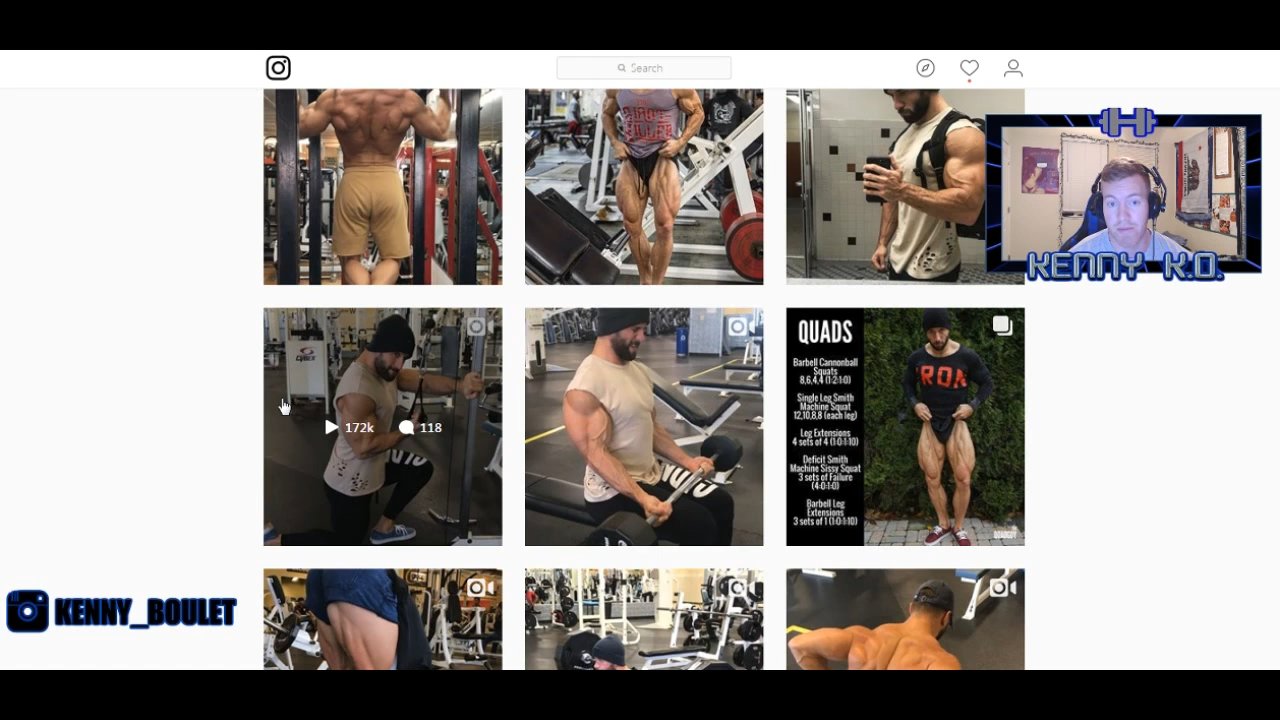 Search
KENNY K.O.
172k 118
QUADS
Barbell Cannonball
Squats
8,6,4,4 (1:2:1:0)
Single Leg Smith
Machine Squat
12,10,8,8 (each leg)
Leg Extensions
4 sets of 4 (1:0:1:10)
Deficit Smith
Machine Sissy Squat
3 sets of Failure
(4:0:1:0)
Barbell Leg
Extensions
3 sets of 1 (1:0:1:10)
IRON
CYBEX
KENNY_BOULET